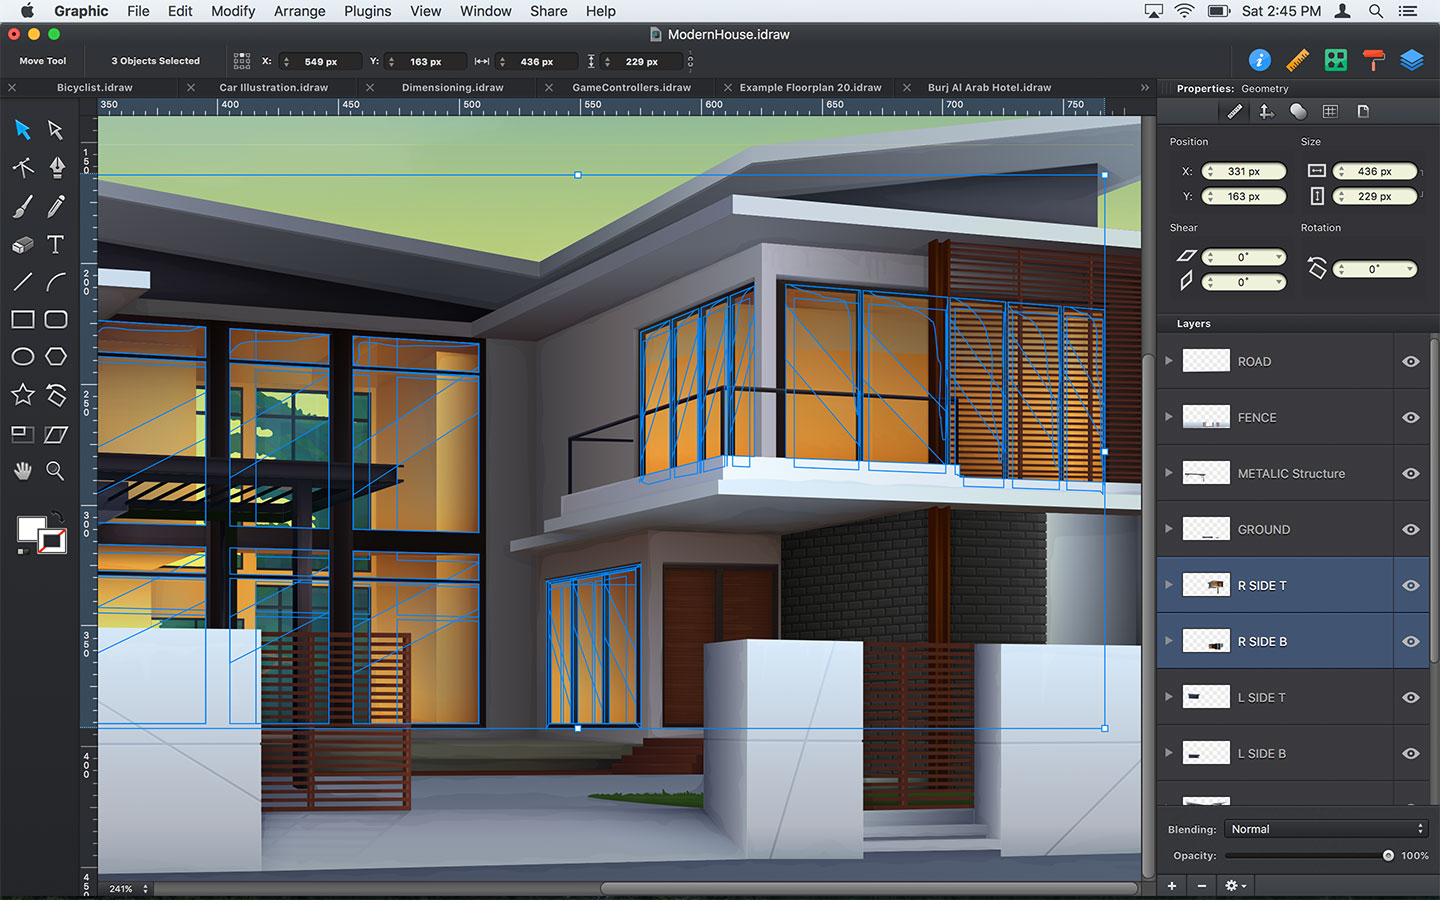 Graphic File Edit Modify Arrange Plugins View Window Share Help Sat 2:45 PM
ModernHouse.idraw
Move Tool 3 Objects Selected X: 549 px Y: 163 px 436 px 229 px
Bicyclist.idraw Car Illustration.idraw Dimensioning.idraw GameControllers.idraw Example Floorplan 20.idraw Burj Al Arab Hotel.idraw
Properties: Geometry
350 400 450 500 550 600 650 700 750
150
200
250
300
350
400
450
Position Size
X: 331 px 436 px
Y: 163 px 229 px
Shear Rotation
0° 0°
0°
Layers
ROAD
FENCE
METALIC Structure
GROUND
R SIDE T
R SIDE B
L SIDE T
L SIDE B
Blending: Normal
Opacity: 100%
241%